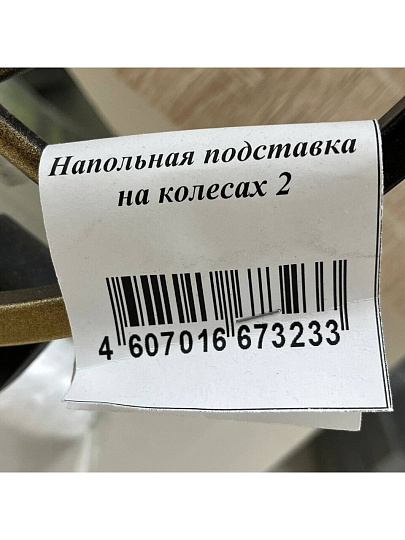 Напольная подставка
на колесах 2
4 607016 673233